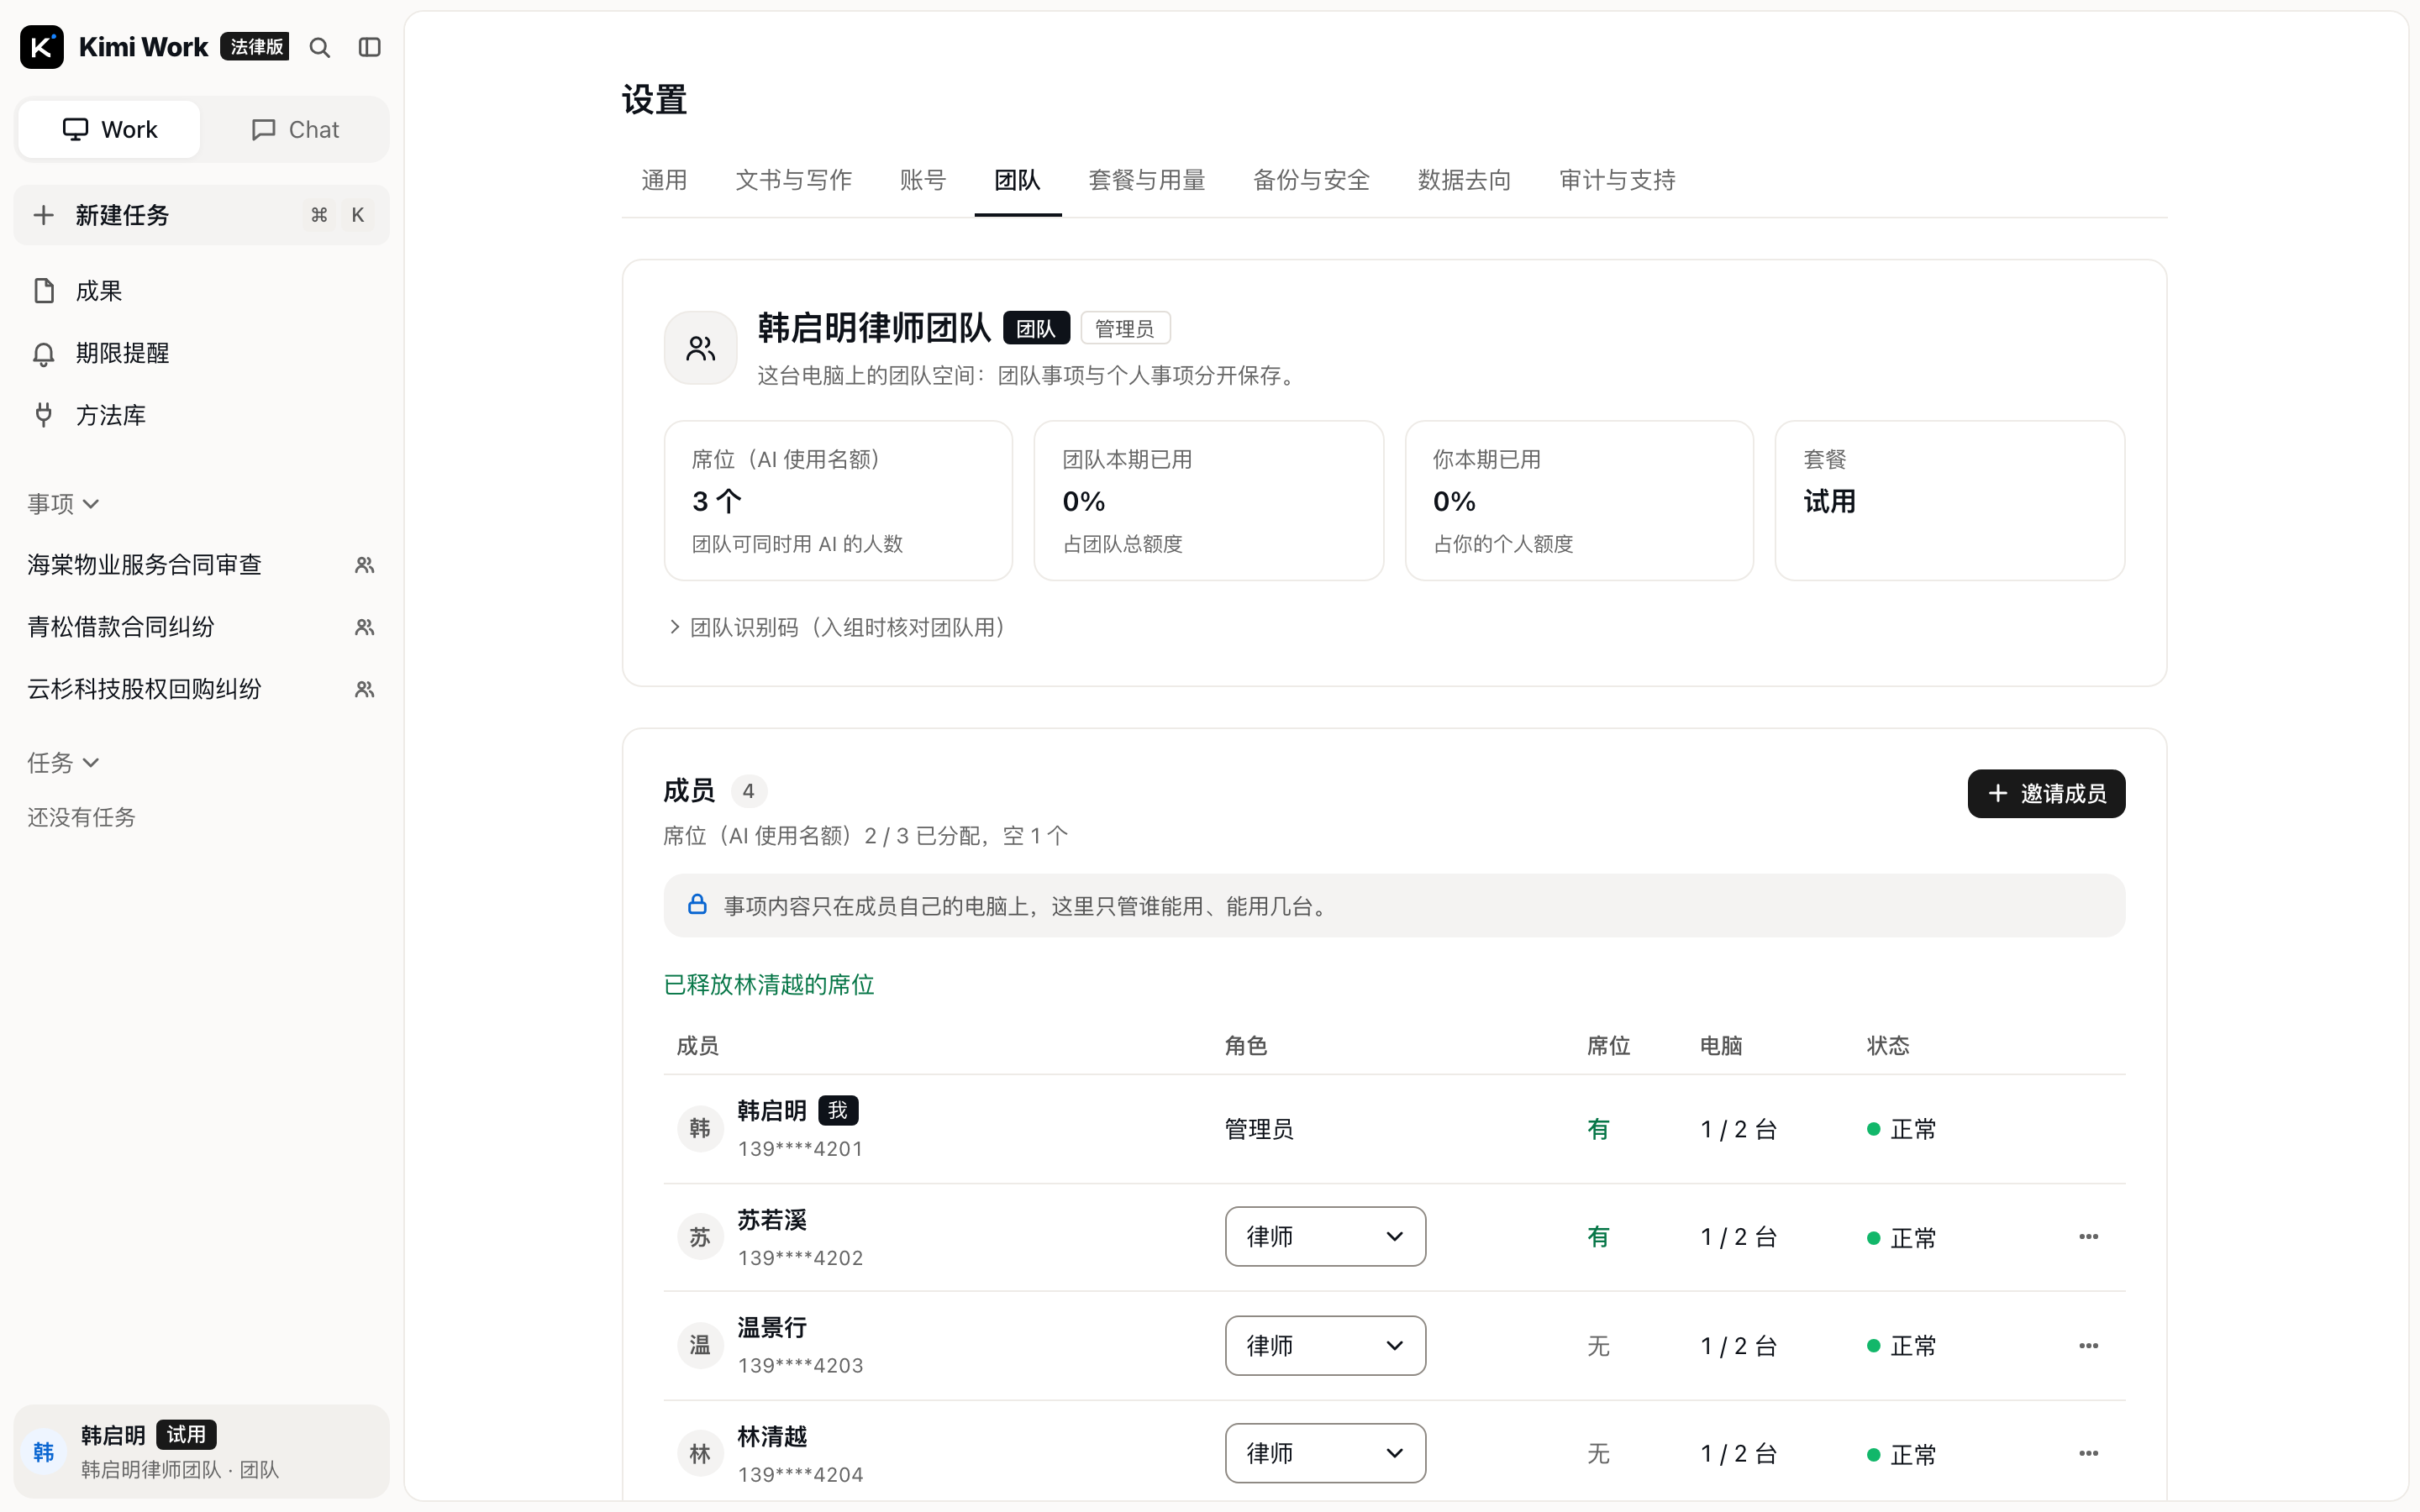 Kimi Work 法律版
Work
Chat
新建任务 ⌘ K
成果
期限提醒
方法库
事项
海棠物业服务合同审查
青松借款合同纠纷
云杉科技股权回购纠纷
任务
还没有任务
韩 韩启明 试用
韩启明律师团队 · 团队
设置
通用 文书与写作 账号 团队 套餐与用量 备份与安全 数据去向 审计与支持
韩启明律师团队 团队 管理员
这台电脑上的团队空间：团队事项与个人事项分开保存。
席位（AI 使用名额）
3 个
团队可同时用 AI 的人数
团队本期已用
0%
占团队总额度
你本期已用
0%
占你的个人额度
套餐
试用
团队识别码（入组时核对团队用）
成员 4
邀请成员
席位（AI 使用名额）2 / 3 已分配，空 1 个
事项内容只在成员自己的电脑上，这里只管谁能用、能用几台。
已释放林清越的席位
成员 角色 席位 电脑 状态
韩 韩启明 我
139****4201
管理员 有 1 / 2 台 正常
苏 苏若溪
139****4202
律师 有 1 / 2 台 正常
温 温景行
139****4203
律师 无 1 / 2 台 正常
林 林清越
139****4204
律师 无 1 / 2 台 正常